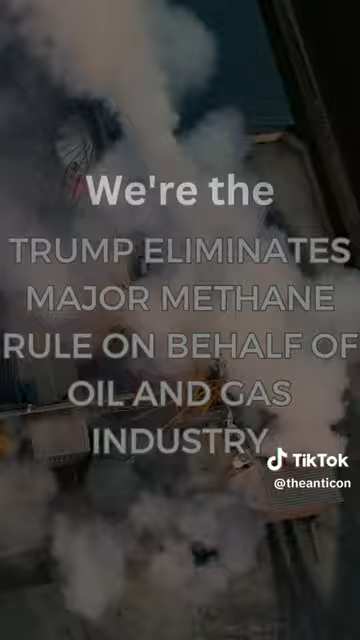 We're the
TRUMP ELIMINATES
MAJOR METHANE
RULE ON BEHALF OF
OIL AND GAS
INDUSTRY
TikTok
@theanticon